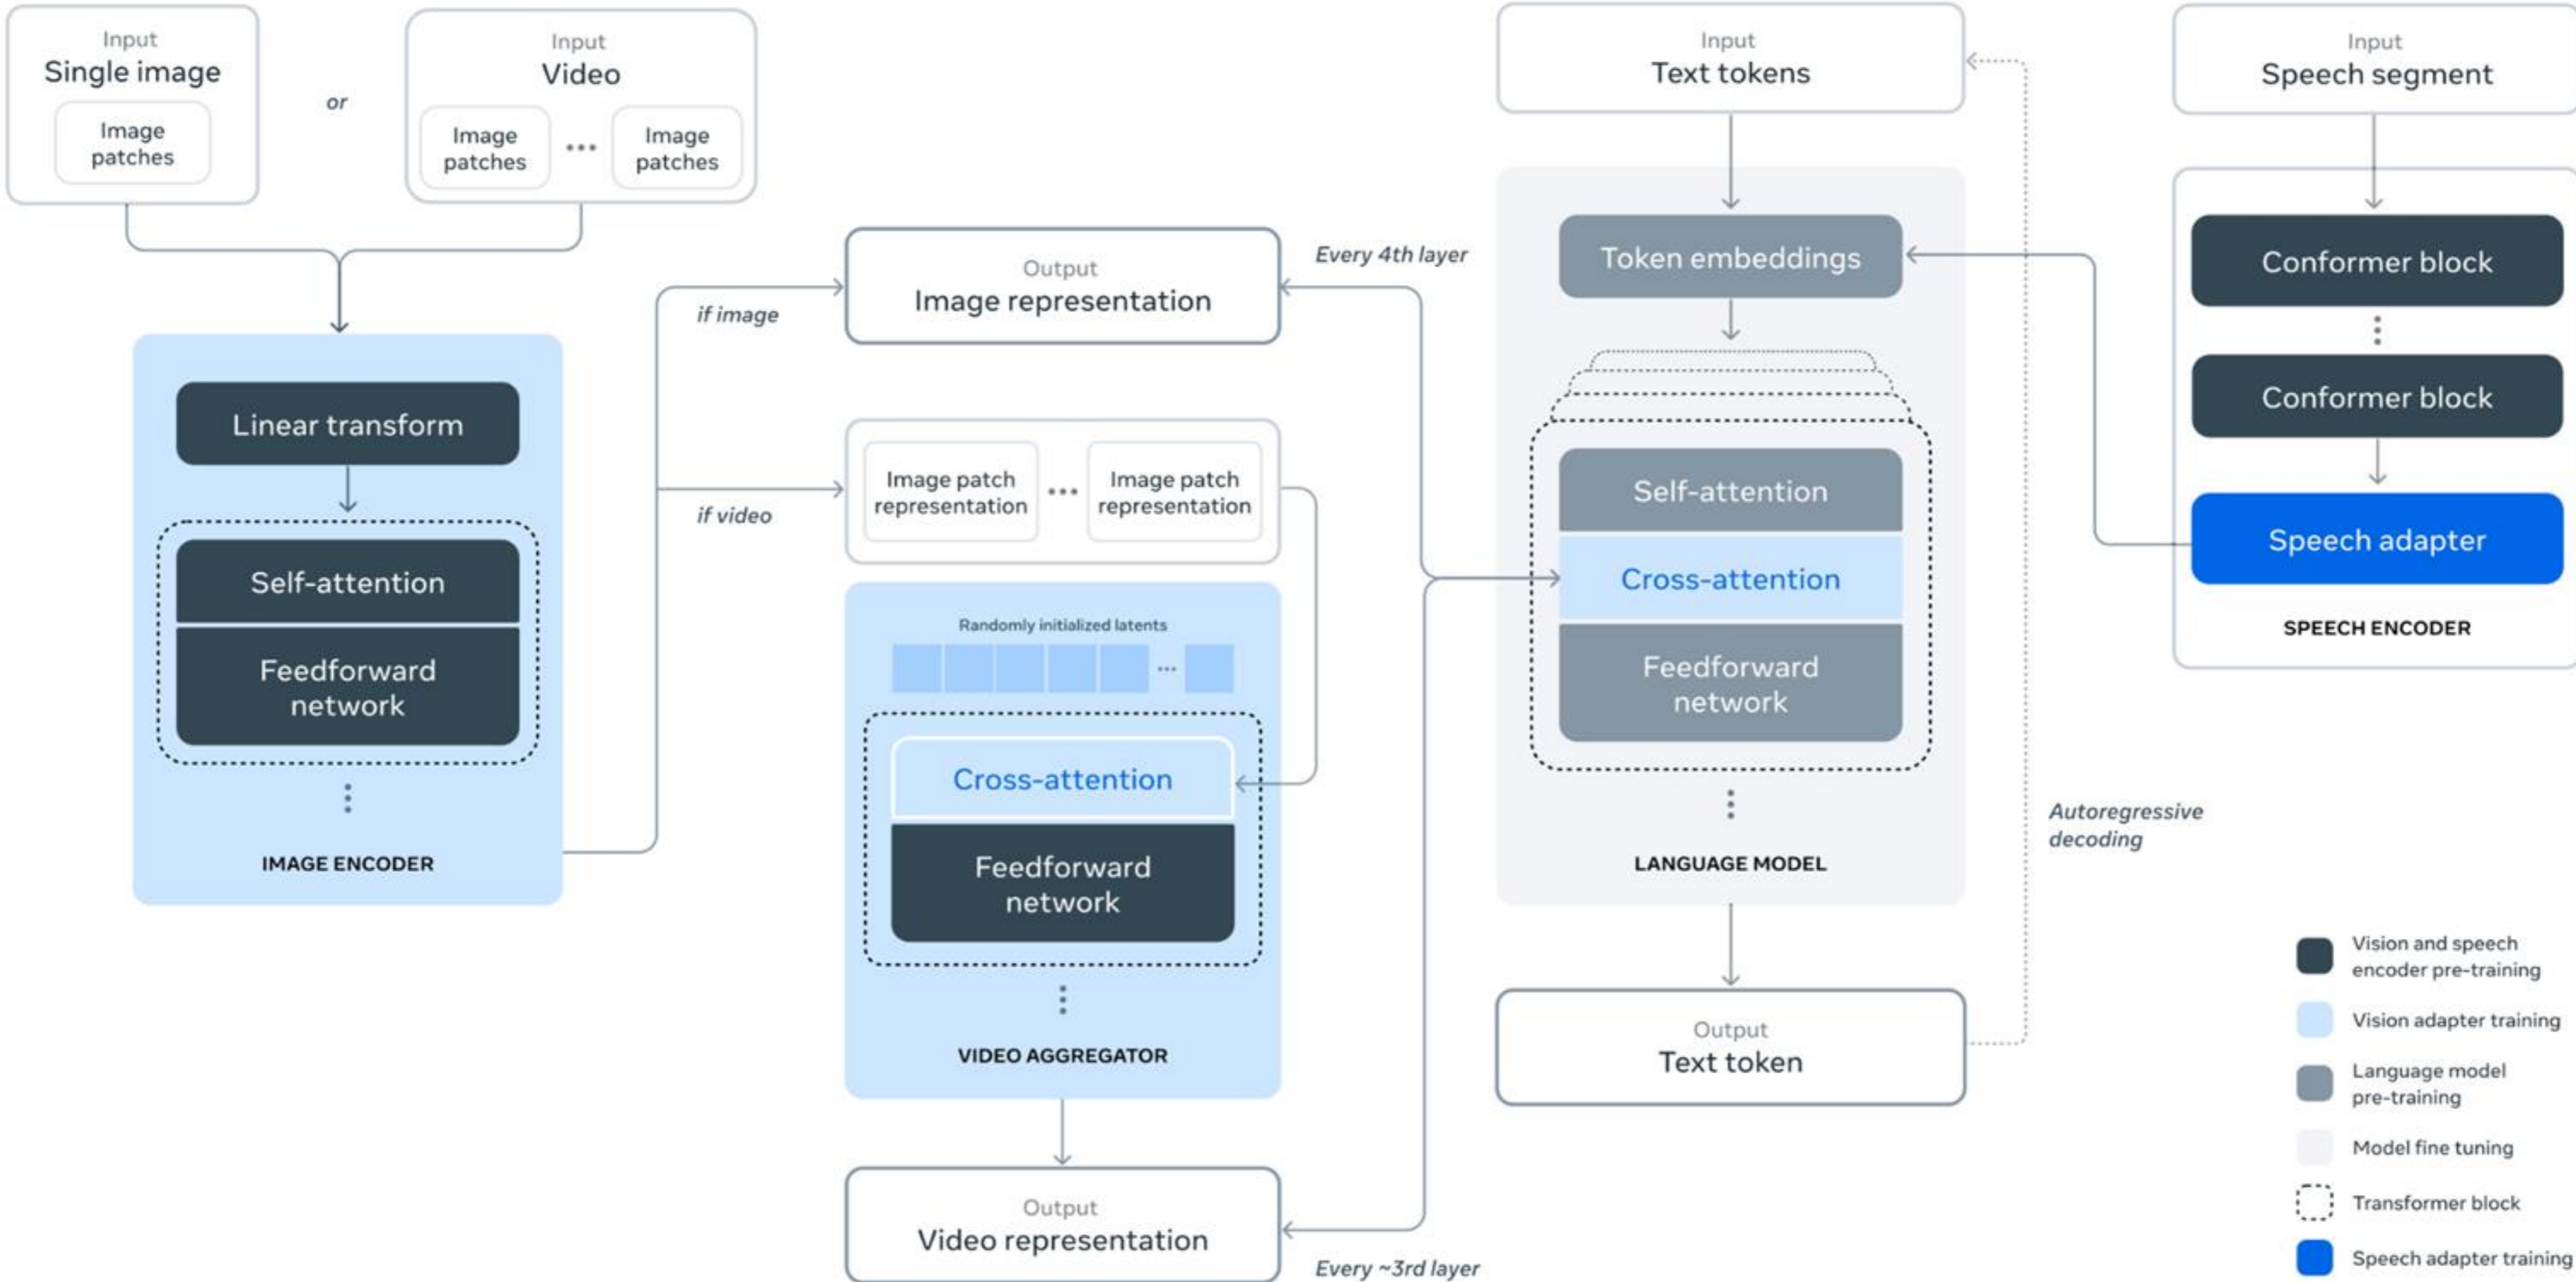 Input
Single image
Image
patches
or
Input
Video
Image
patches
...
Image
patches
Linear transform
Self-attention
Feedforward
network
IMAGE ENCODER
if image
if video
Output
Image representation
Image patch
representation
...
Image patch
representation
Randomly initialized latents
...
Cross-attention
Feedforward
network
VIDEO AGGREGATOR
Output
Video representation
Every 4th layer
Every ~3rd layer
Input
Text tokens
Token embeddings
Self-attention
Cross-attention
Feedforward
network
LANGUAGE MODEL
Output
Text token
Autoregressive
decoding
Input
Speech segment
Conformer block
Conformer block
Speech adapter
SPEECH ENCODER
Vision and speech
encoder pre-training
Vision adapter training
Language model
pre-training
Model fine tuning
Transformer block
Speech adapter training